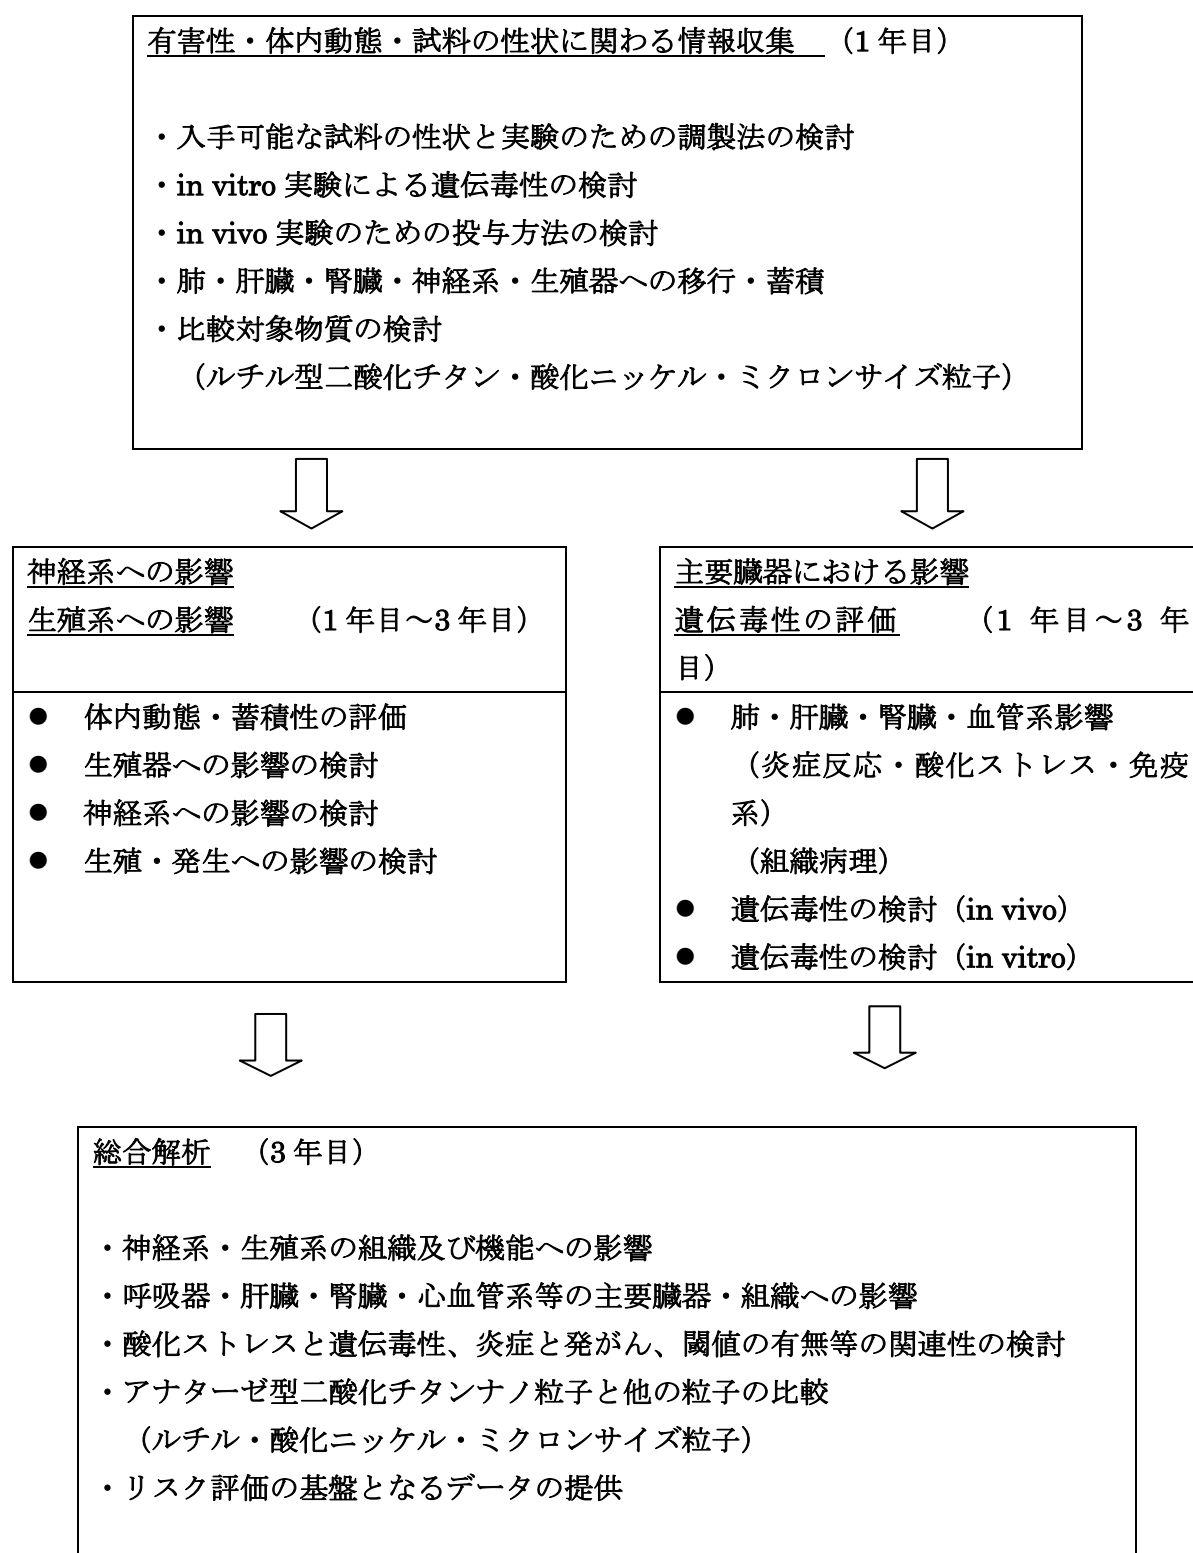 有害性・体内動態・試料の性状に関わる情報収集　（1 年目）
・入手可能な試料の性状と実験のための調製法の検討
・in vitro 実験による遺伝毒性の検討
・in vivo 実験のための投与方法の検討
・肺・肝臓・腎臓・神経系・生殖器への移行・蓄積
・比較対象物質の検討
（ルチル型二酸化チタン・酸化ニッケル・ミクロンサイズ粒子）
神経系への影響
生殖系への影響　　（1 年目～3 年目）
● 体内動態・蓄積性の評価
● 生殖器への影響の検討
● 神経系への影響の検討
● 生殖・発生への影響の検討
主要臓器における影響
遺伝毒性の評価　　（1 年目～3 年
目）
● 肺・肝臓・腎臓・血管系影響
（炎症反応・酸化ストレス・免疫
系）
（組織病理）
● 遺伝毒性の検討（in vivo）
● 遺伝毒性の検討（in vitro）
総合解析　（3 年目）
・神経系・生殖系の組織及び機能への影響
・呼吸器・肝臓・腎臓・心血管系等の主要臓器・組織への影響
・酸化ストレスと遺伝毒性、炎症と発がん、閾値の有無等の関連性の検討
・アナターゼ型二酸化チタンナノ粒子と他の粒子の比較
（ルチル・酸化ニッケル・ミクロンサイズ粒子）
・リスク評価の基盤となるデータの提供